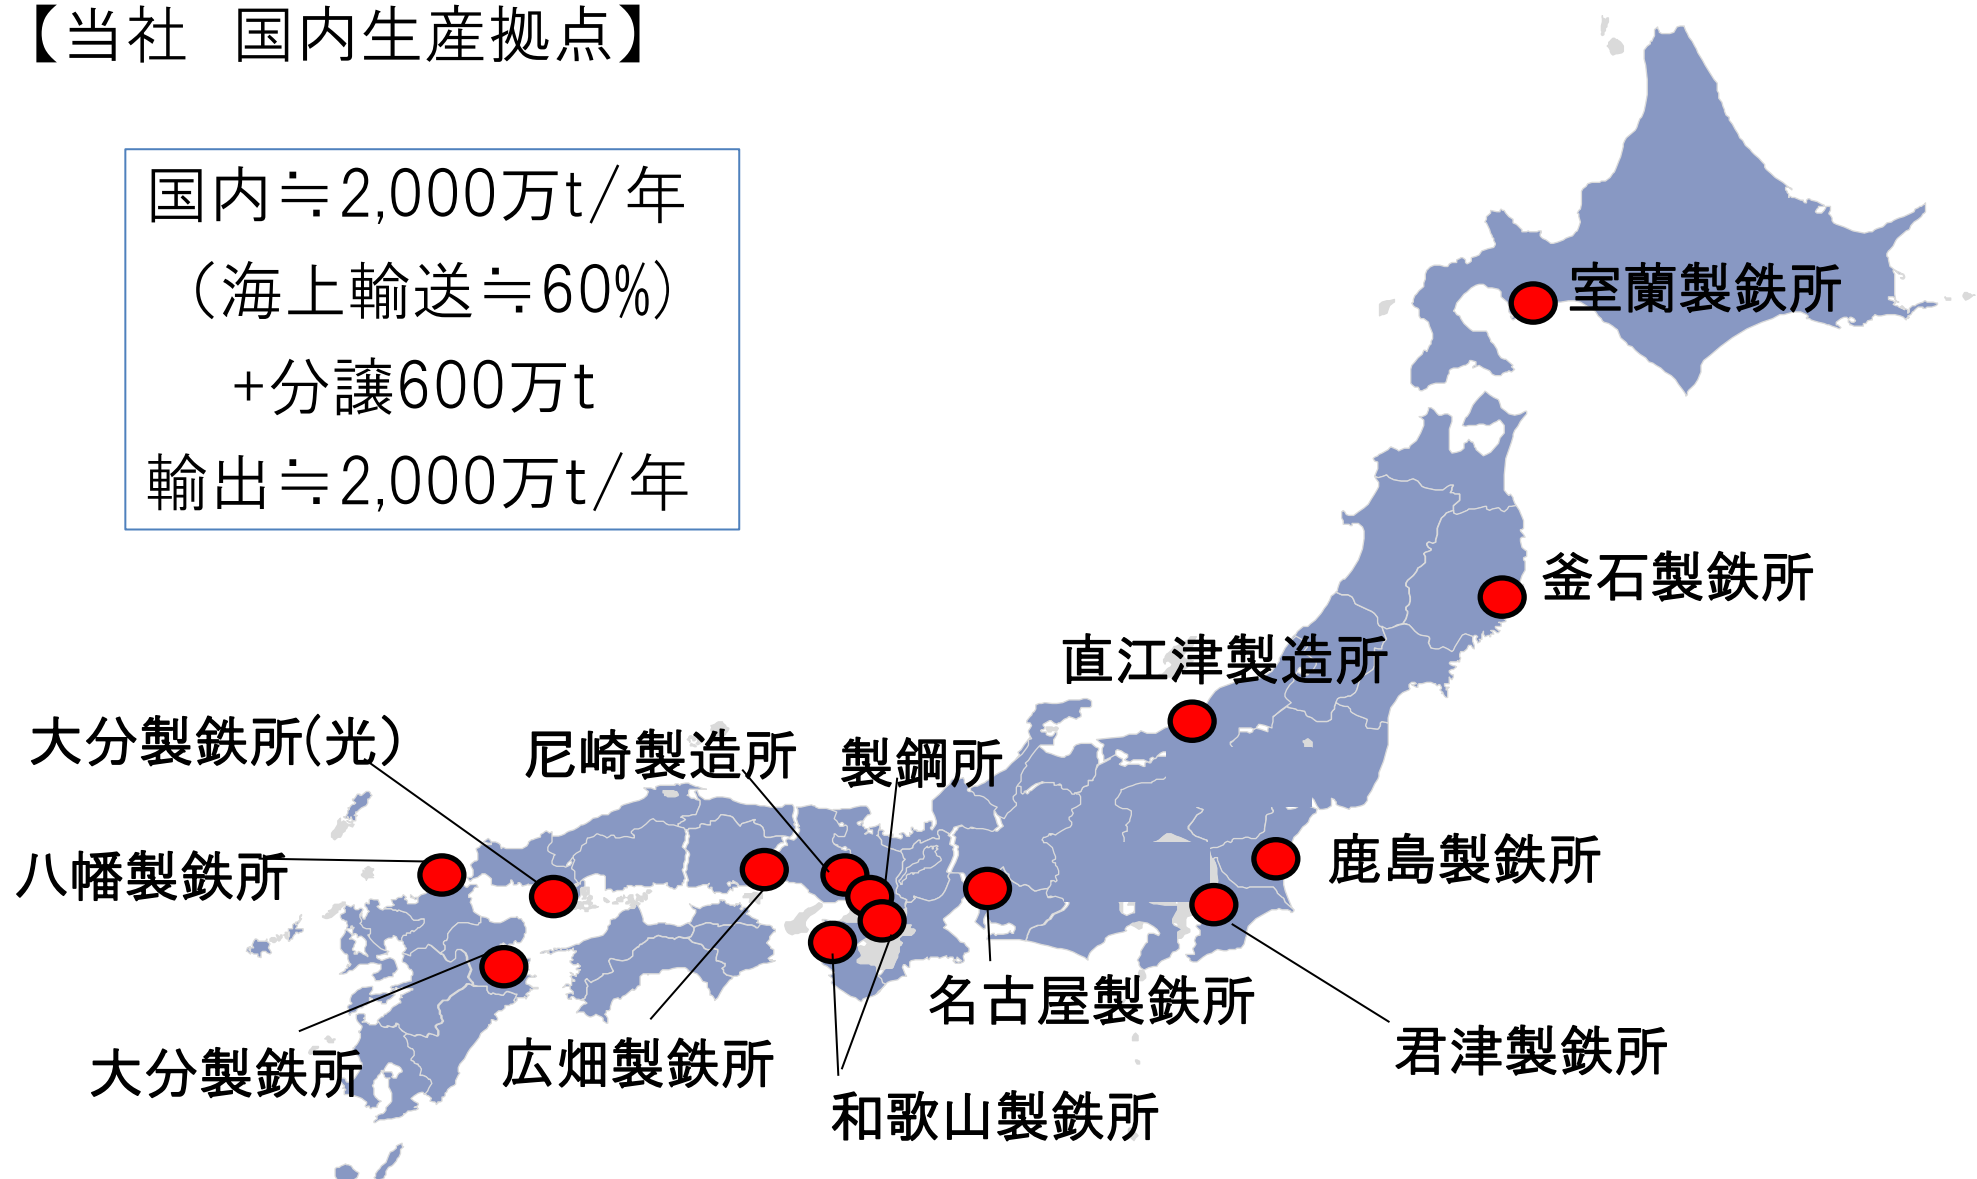 【当社 国内生産拠点】
国内≒2,000万t/年
(海上輸送≒60%)
+分譲600万t
輸出≒2,000万t/年
室蘭製鉄所
釜石製鉄所
直江津製造所
大分製鉄所(光)
尼崎製造所
製鋼所
八幡製鉄所
鹿島製鉄所
名古屋製鉄所
君津製鉄所
大分製鉄所
広畑製鉄所
和歌山製鉄所